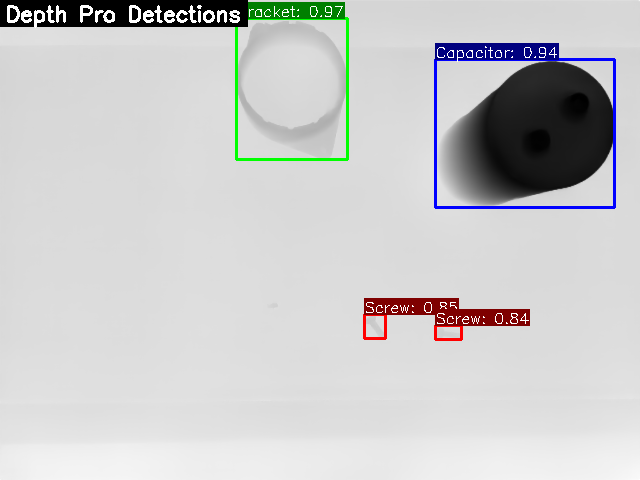 Depth Pro Detections
racket: 0.97
Capacitor: 0.94
Screw: 0.85
Screw: 0.84